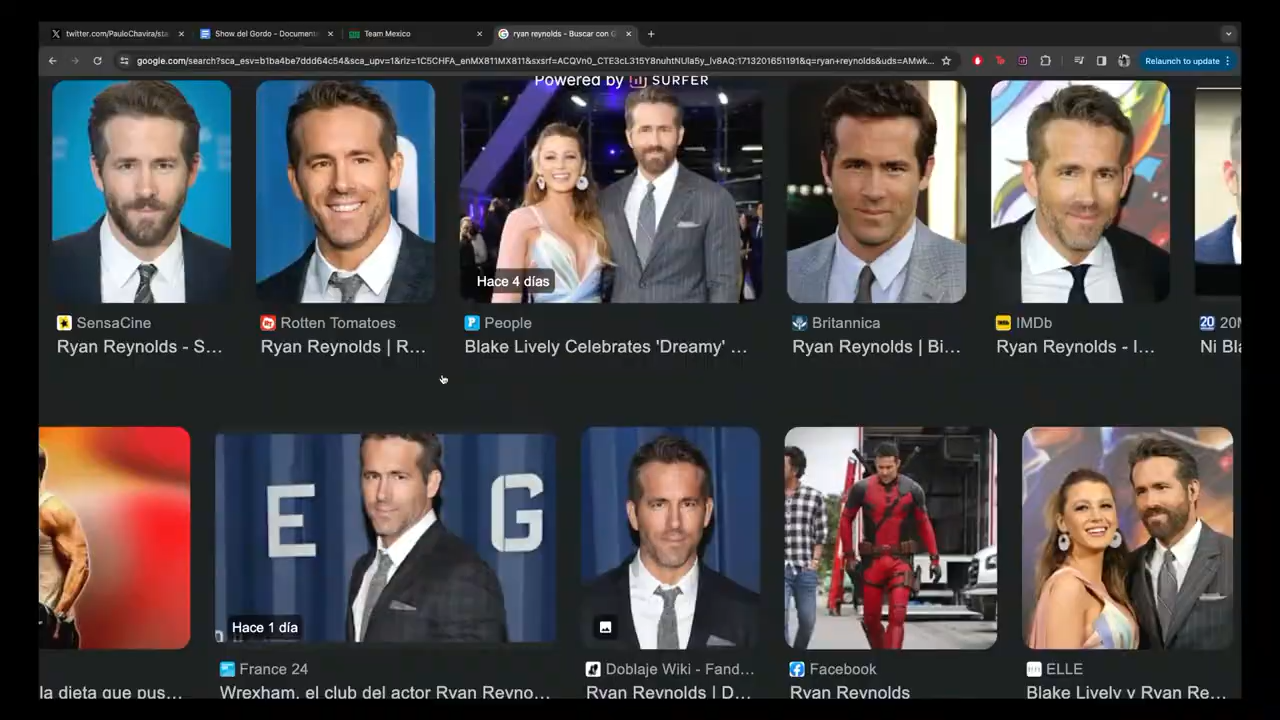 twitter.com/PauloChavira/sta
Show del Gordo - Document
Team Mexico
ryan reynolds - Buscar con G
google.com/search?sca_esv=b1ba4be7ddd64c54&sca_upv=1&rlz=1C5CHFA_enMX811MX811&sxsrf=ACQVn0_CTE3cL315Y8nuhtNUla5y_lv8AQ:1713201651191&q=ryan+reynolds&uds=AMwk...
Relaunch to update
Powered by SURFER
Hace 4 días
SensaCine
Rotten Tomatoes
People
Britannica
IMDb
20
Ryan Reynolds - S...
Ryan Reynolds | R...
Blake Lively Celebrates 'Dreamy' ...
Ryan Reynolds | Bi...
Ryan Reynolds - I...
E G
Hace 1 día
France 24
Doblaje Wiki - Fand...
Facebook
ELLE
la dieta que pus...
Wrexham, el club del actor Ryan Reyno...
Ryan Reynolds | D...
Ryan Reynolds
Blake Lively y Ryan Re...